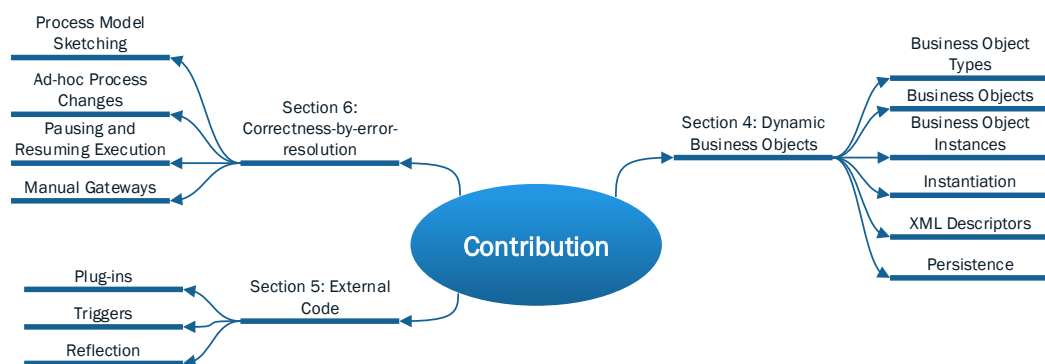 Process Model
Sketching
Ad-hoc Process
Changes
Pausing and
Resuming Execution
Manual Gateways
Section 6:
Correctness-by-error-
resolution
Plug-ins
Triggers
Reflection
Section 5: External
Code
Contribution
Section 4: Dynamic
Business Objects
Business Object
Types
Business Objects
Business Object
Instances
Instantiation
XML Descriptors
Persistence